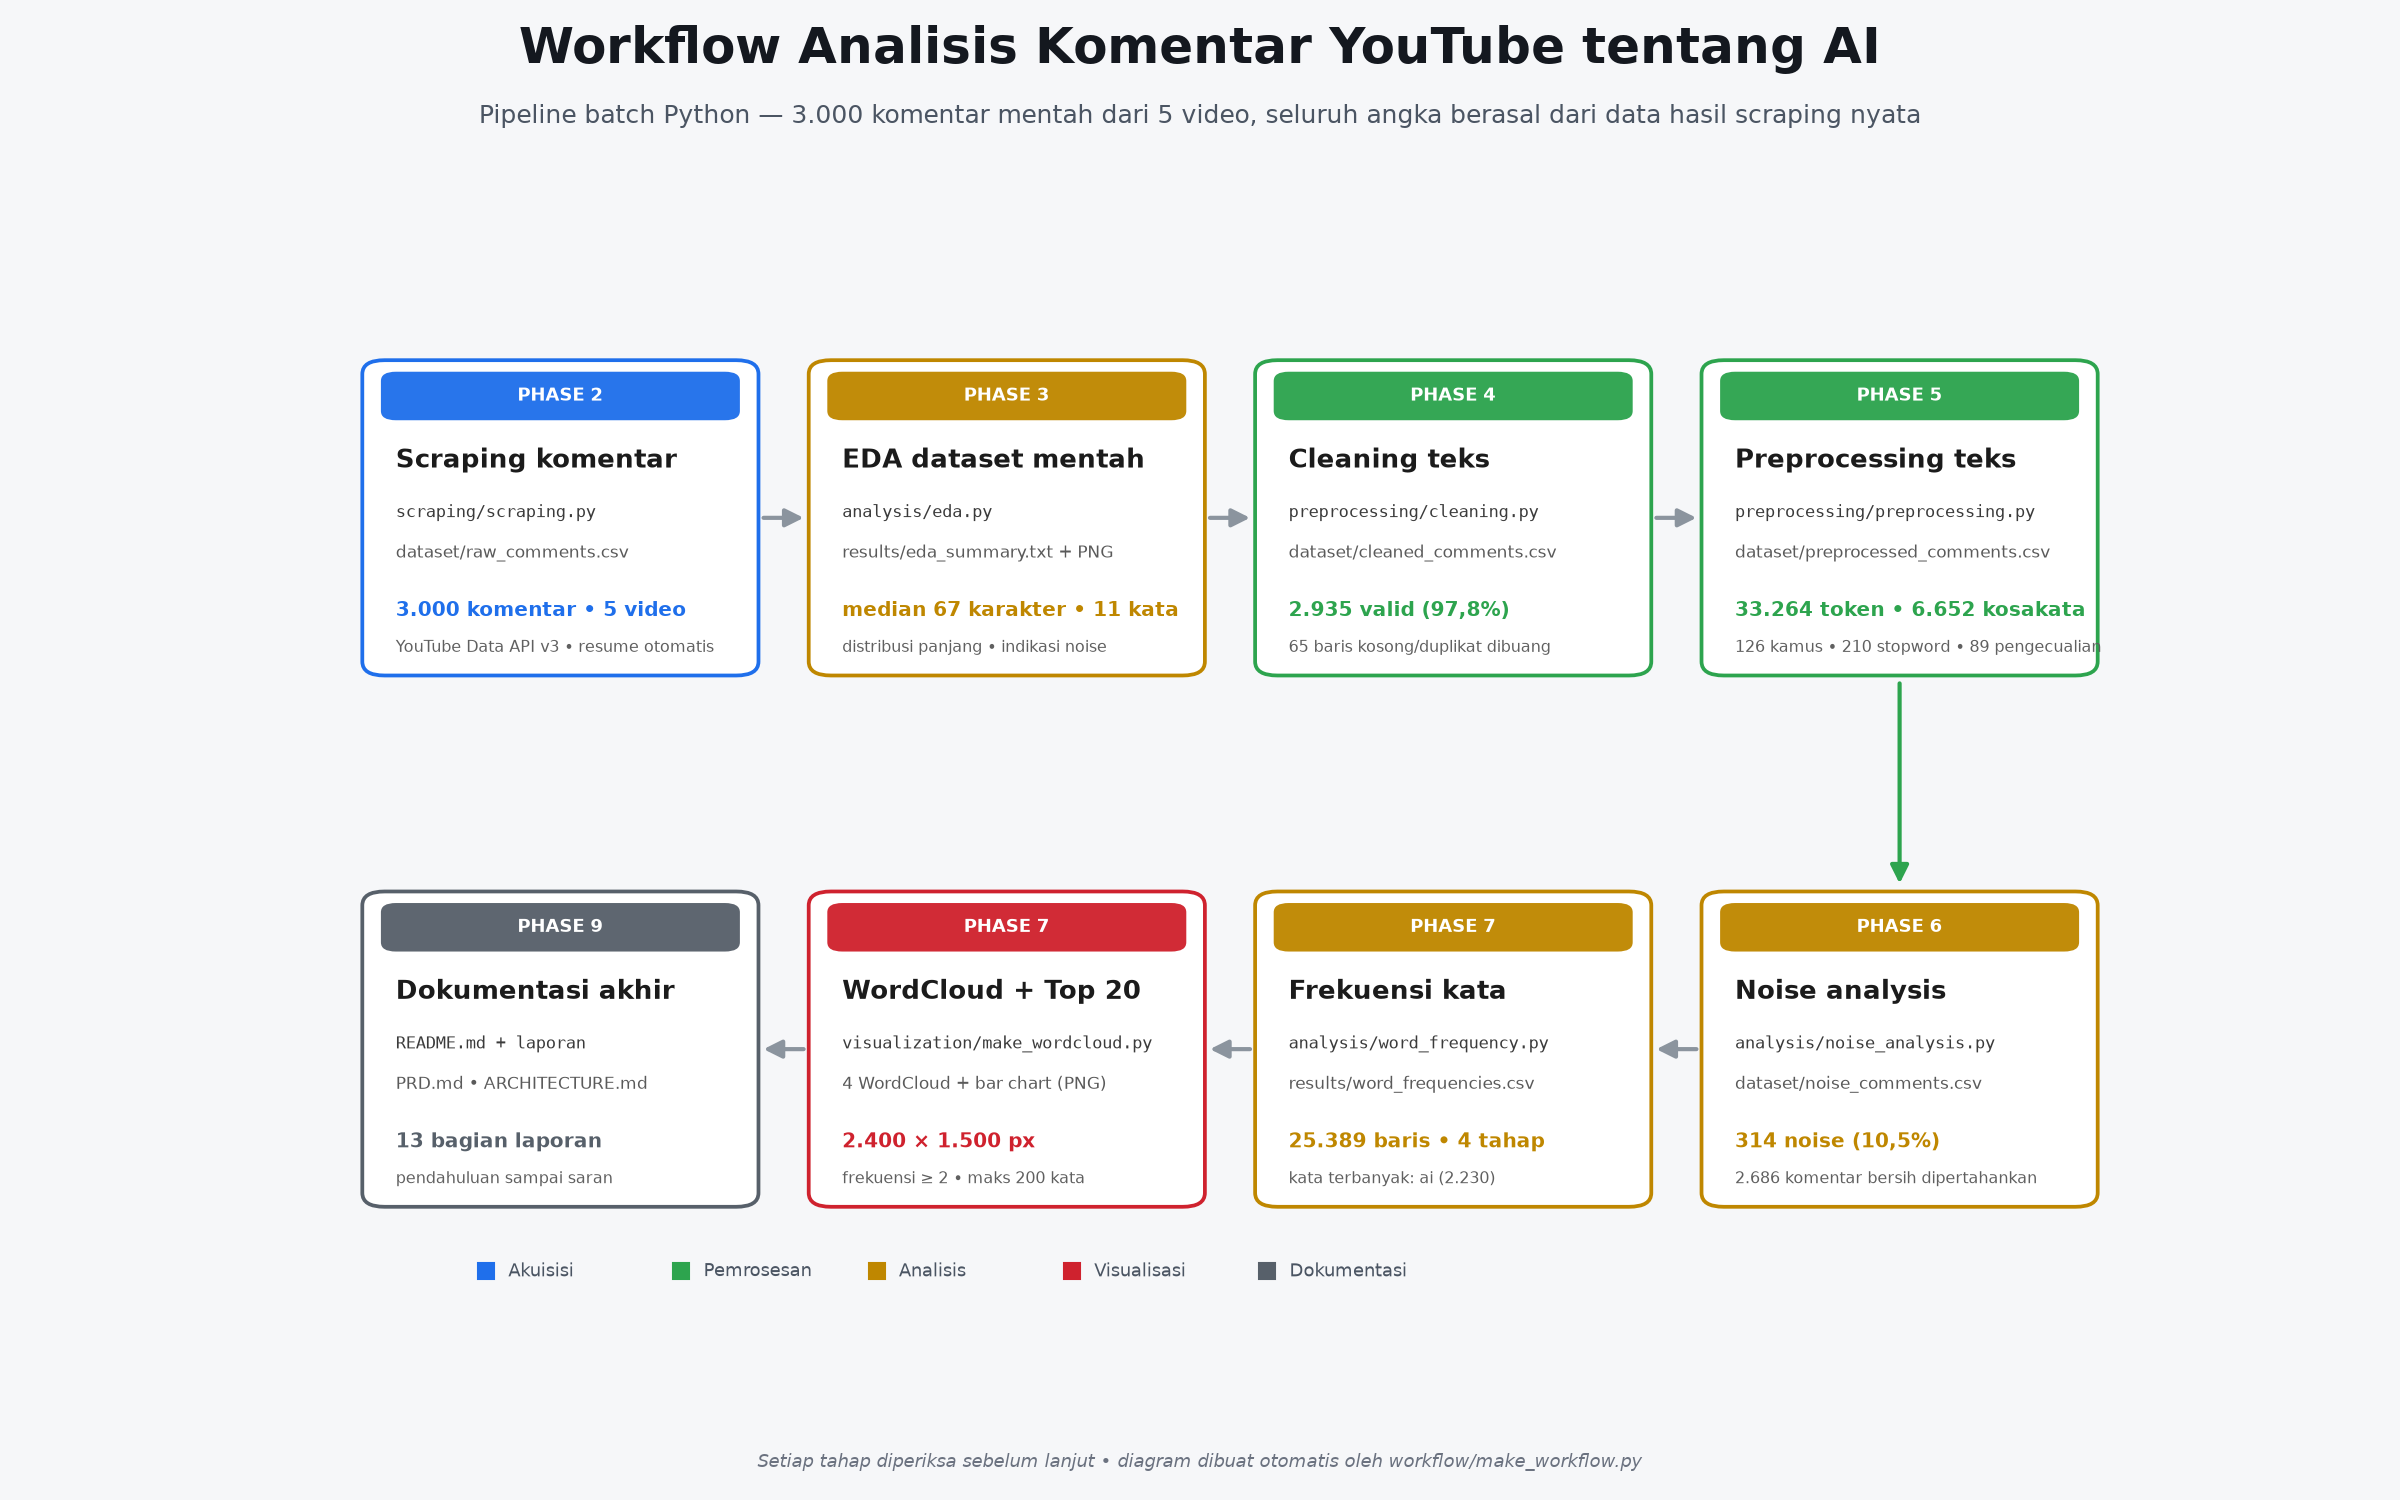 Workflow Analisis Komentar YouTube tentang AI
Pipeline batch Python — 3.000 komentar mentah dari 5 video, seluruh angka berasal dari data hasil scraping nyata
PHASE 2
Scraping komentar
scraping/scraping.py
dataset/raw_comments.csv
3.000 komentar • 5 video
YouTube Data API v3 • resume otomatis
PHASE 3
EDA dataset mentah
analysis/eda.py
results/eda_summary.txt + PNG
median 67 karakter • 11 kata
distribusi panjang • indikasi noise
PHASE 4
Cleaning teks
preprocessing/cleaning.py
dataset/cleaned_comments.csv
2.935 valid (97,8%)
65 baris kosong/duplikat dibuang
PHASE 5
Preprocessing teks
preprocessing/preprocessing.py
dataset/preprocessed_comments.csv
33.264 token • 6.652 kosakata
126 kamus • 210 stopword • 89 pengecualian
PHASE 9
Dokumentasi akhir
README.md + laporan
PRD.md • ARCHITECTURE.md
13 bagian laporan
pendahuluan sampai saran
PHASE 7
WordCloud + Top 20
visualization/make_wordcloud.py
4 WordCloud + bar chart (PNG)
2.400 × 1.500 px
frekuensi ≥ 2 • maks 200 kata
PHASE 7
Frekuensi kata
analysis/word_frequency.py
results/word_frequencies.csv
25.389 baris • 4 tahap
kata terbanyak: ai (2.230)
PHASE 6
Noise analysis
analysis/noise_analysis.py
dataset/noise_comments.csv
314 noise (10,5%)
2.686 komentar bersih dipertahankan
Akuisisi
Pemrosesan
Analisis
Visualisasi
Dokumentasi
Setiap tahap diperiksa sebelum lanjut • diagram dibuat otomatis oleh workflow/make_workflow.py